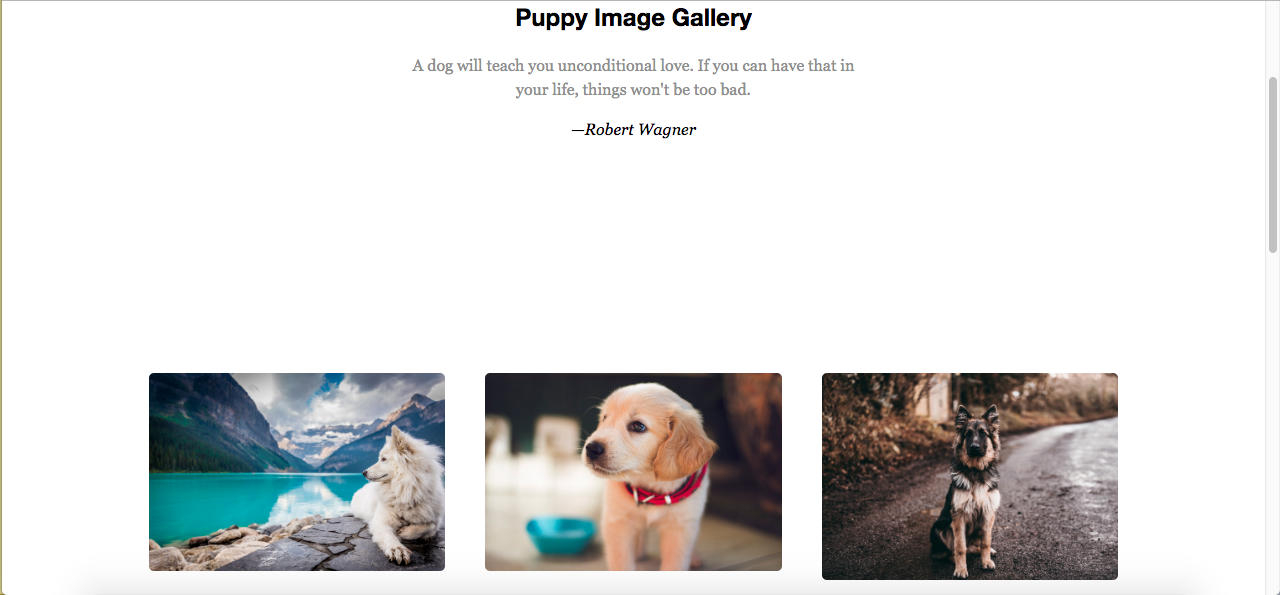 Puppy Image Gallery
A dog will teach you unconditional love. If you can have that in
your life, things won't be too bad.
—Robert Wagner